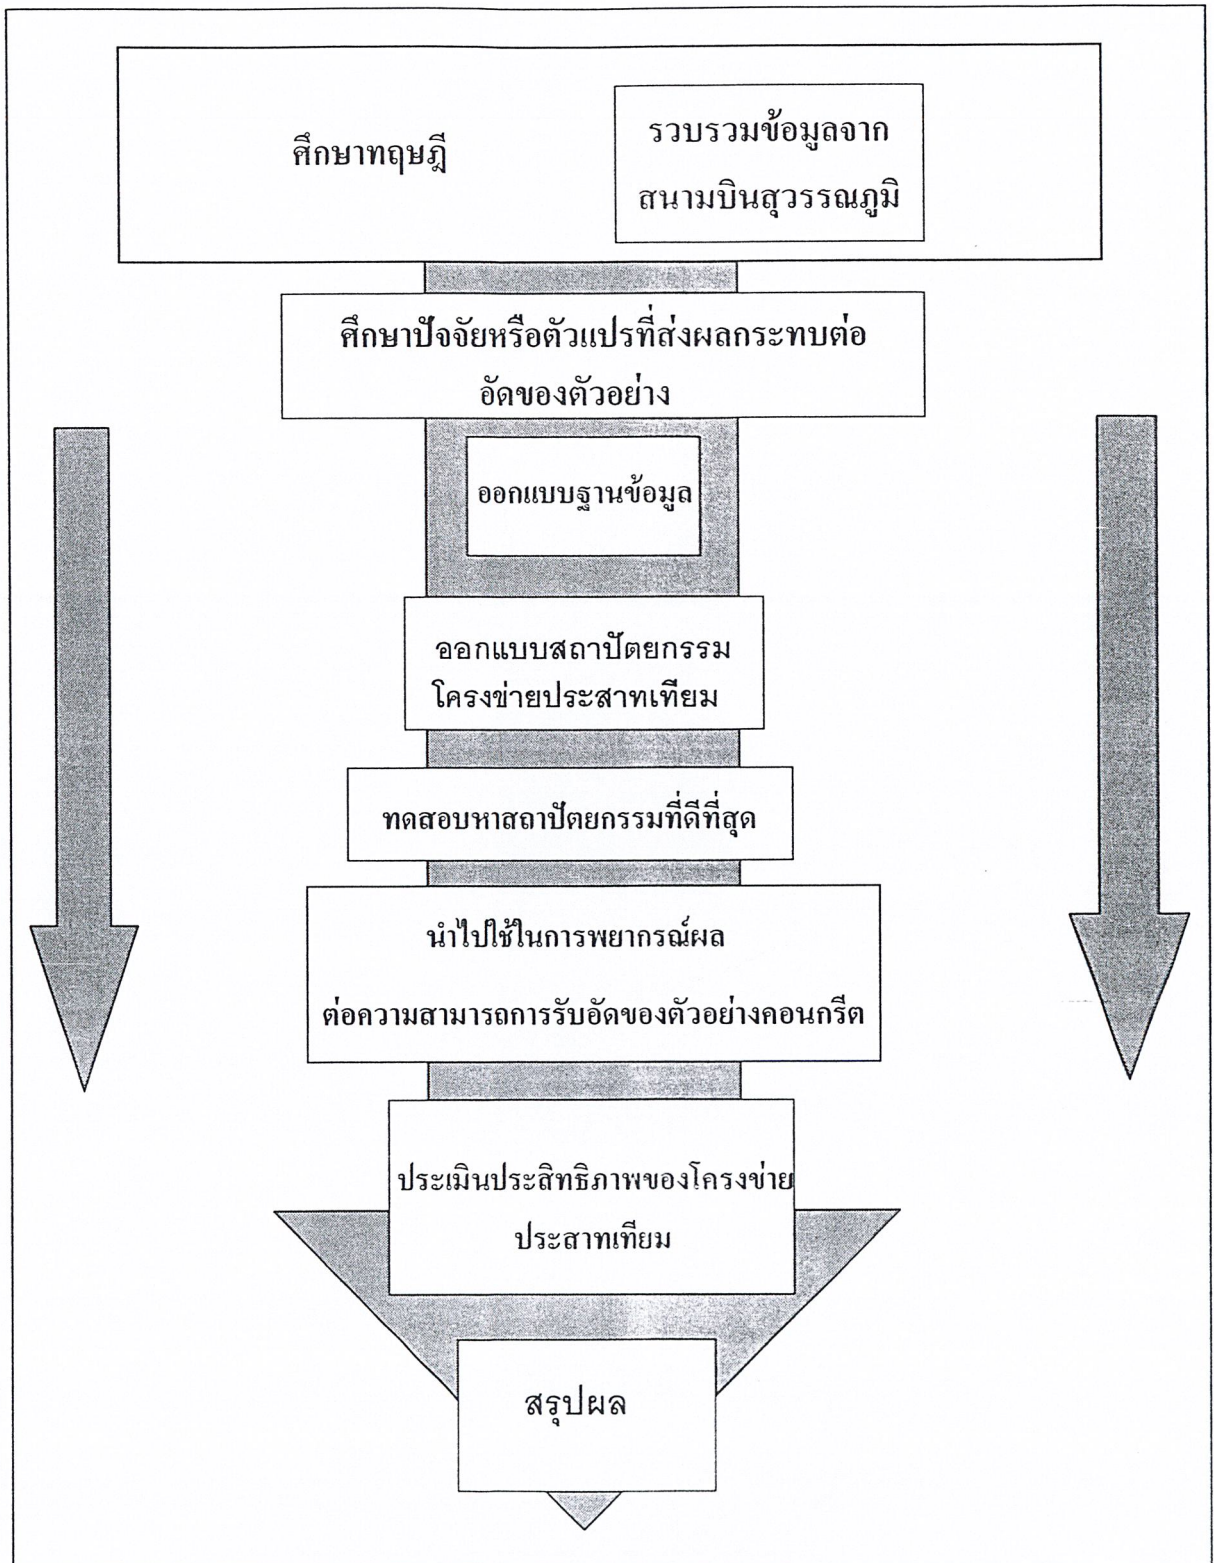 ศึกษาทฤษฎี
รวบรวมข้อมูลจาก
สนามบินสุวรรณภูมิ
ศึกษาปัจจัยหรือตัวแปรที่ส่งผลกระทบต่อ
อัดของตัวอย่าง
ออกแบบฐานข้อมูล
ออกแบบสถาปัตยกรรม
โครงข่ายประสาทเทียม
ทดสอบหาสถาปัตยกรรมที่ดีที่สุด
นำไปใช้ในการพยากรณ์ผล
ต่อความสามารถการรับอัดของตัวอย่างคอนกรีต
ประเมินประสิทธิภาพของโครงข่าย
ประสาทเทียม
สรุปผล